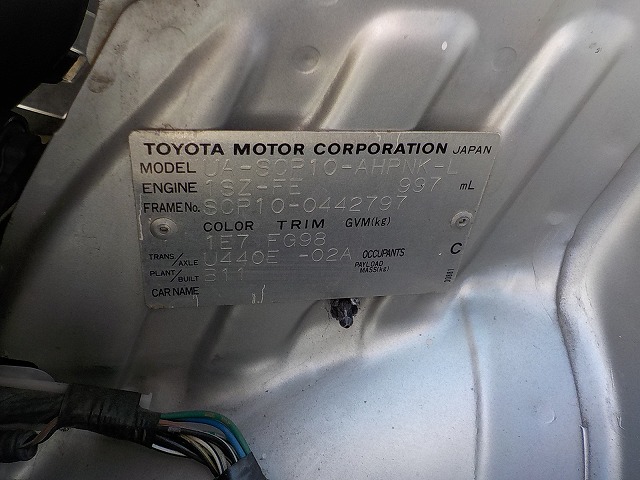 TOYOTA MOTOR CORPORATION JAPAN
MODEL UA-SCP10-AHPNK-L
ENGINE 1SZ-FE 997 mL
FRAME No. SCP10-0442797
COLOR TRIM GVM(kg)
1E7 FG98
TRANS/AXLE U440E -02A OCCUPANTS
PAYLOAD MASS(kg)
C
PLANT/BUILT S11
CAR NAME